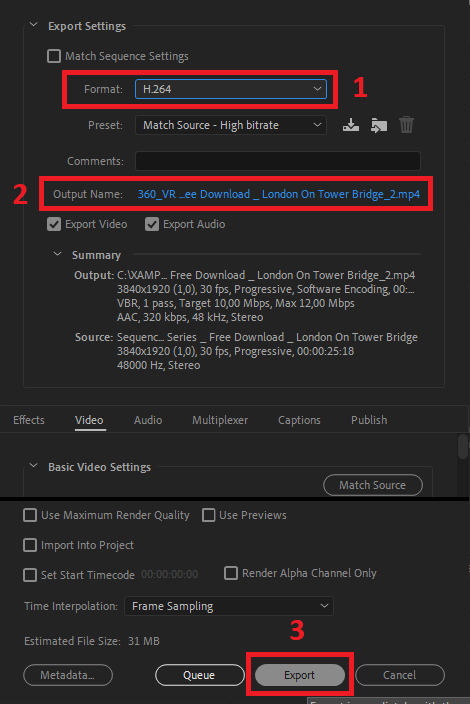 Export Settings
Match Sequence Settings
Format: H.264
1
Preset: Match Source - High bitrate
Comments:
2
Output Name: 360_VR ...ee Download _ London On Tower Bridge_2.mp4
Export Video Export Audio
Summary
Output: C:\XAMP... Free Download _ London On Tower Bridge_2.mp4
3840x1920 (1,0), 30 fps, Progressive, Software Encoding, 00:...
VBR, 1 pass, Target 10,00 Mbps, Max 12,00 Mbps
AAC, 320 kbps, 48 kHz, Stereo
Source: Sequenc... Series _ Free Download _ London On Tower Bridge
3840x1920 (1,0), 30 fps, Progressive, 00:00:25:18
48000 Hz, Stereo
Effects Video Audio Multiplexer Captions Publish
Basic Video Settings
Match Source
Use Maximum Render Quality Use Previews
Import Into Project
Set Start Timecode 00:00:00:00 Render Alpha Channel Only
Time Interpolation: Frame Sampling
Estimated File Size: 31 MB
3
Metadata... Queue Export Cancel